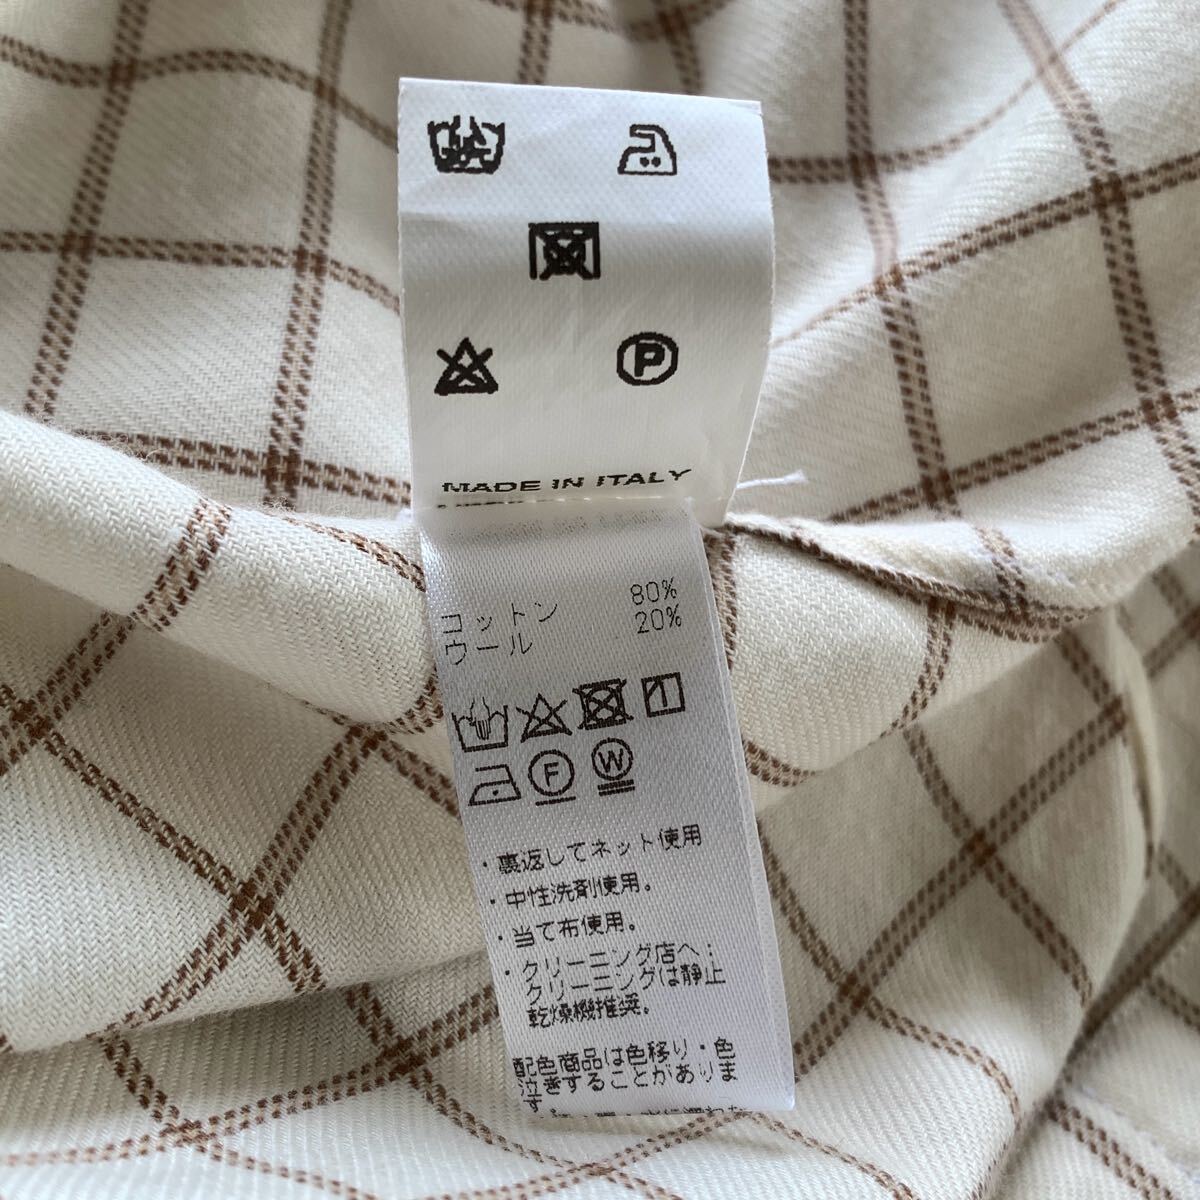 P
MADE IN ITALY
コットン 80%
ウール 20%
F W
・裏返してネット使用
・中性洗剤使用。
・当て布使用。
・クリーニング店へ:
クリーニングは静止
乾燥機推奨。
配色商品は色移り・色
泣きすることがありま
す